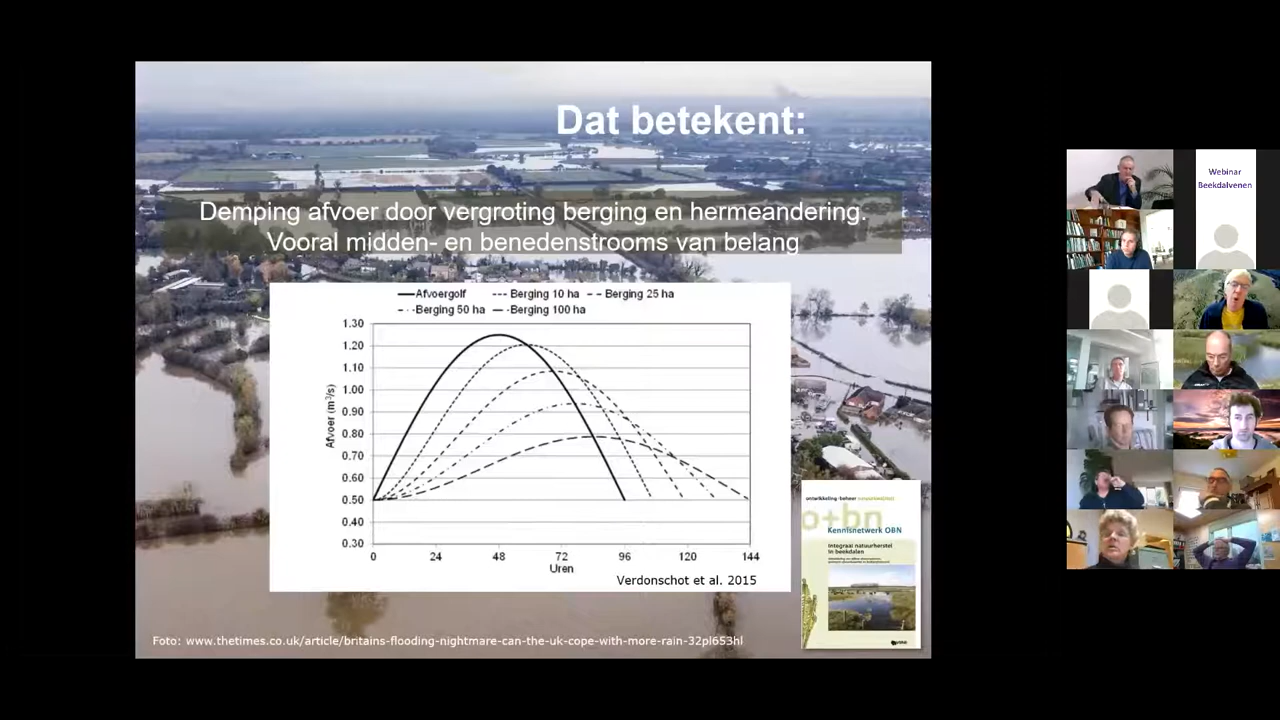 Dat betekent:
Demping afvoer door vergroting berging en hermeandering.
Vooral midden- en benedenstrooms van belang
Afvoergolf
Berging 10 ha
Berging 25 ha
Berging 50 ha
Berging 100 ha
1.30
1.20
1.10
1.00
0.90
0.80
0.70
0.60
0.50
0.40
0.30
Afvoer (m³/s)
0 24 48 72 96 120 144
Uren
Verdonschot et al. 2015
ontwikkeling+beheer natuurkwaliteit
o+bn
Kennisnetwerk OBN
Integraal natuurherstel
in beekdalen
Foto: www.thetimes.co.uk/article/britains-flooding-nightmare-can-the-uk-cope-with-more-rain-32pl653hl
Webinar
Beekdalvenen